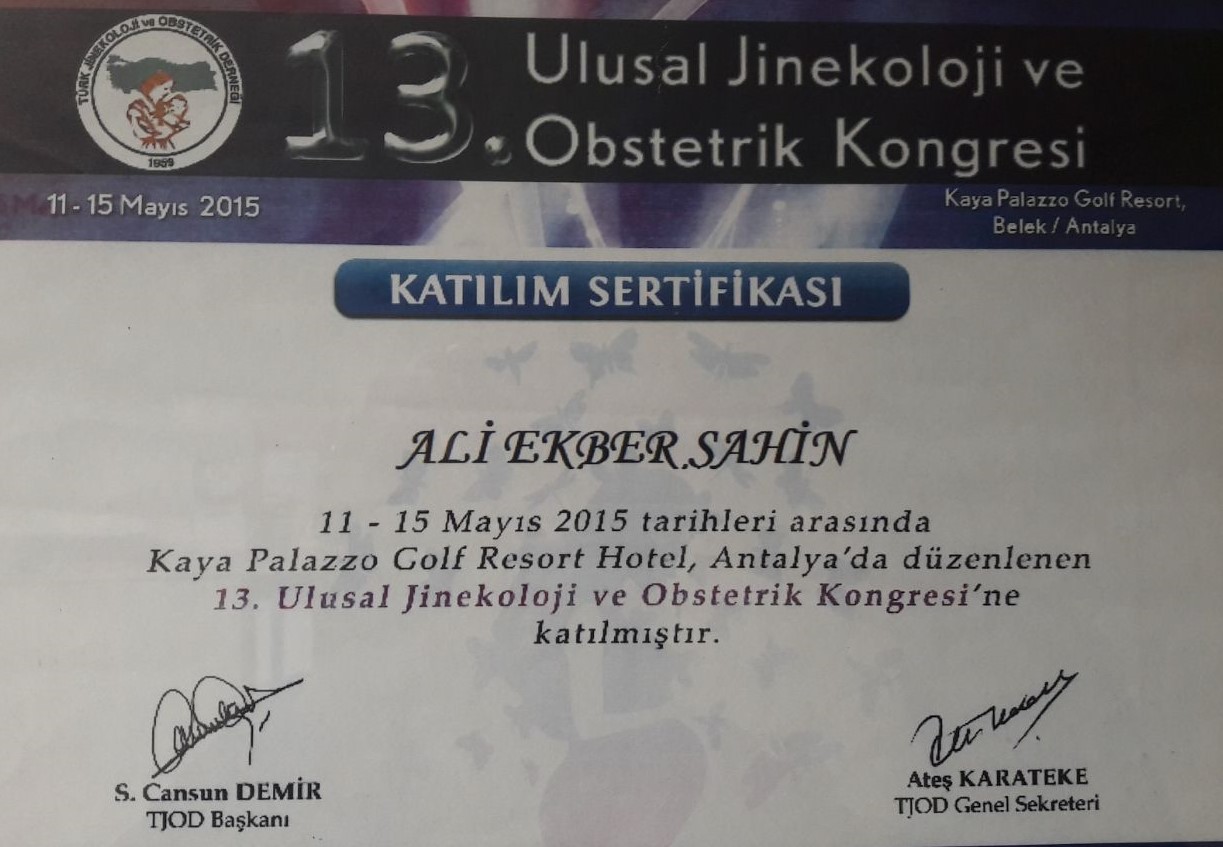 TÜRK JİNEKOLOJİ ve OBSTETRİK DERNEĞİ
1959
13. Ulusal Jinekoloji ve
Obstetrik Kongresi
11 - 15 Mayıs 2015
Kaya Palazzo Golf Resort,
Belek / Antalya
KATILIM SERTİFİKASI
ALİ EKBER ŞAHİN
11 - 15 Mayıs 2015 tarihleri arasında
Kaya Palazzo Golf Resort Hotel, Antalya'da düzenlenen
13. Ulusal Jinekoloji ve Obstetrik Kongresi'ne
katılmıştır.
S. Cansun DEMİR
TJOD Başkanı
Ateş KARATEKE
TJOD Genel Sekreteri